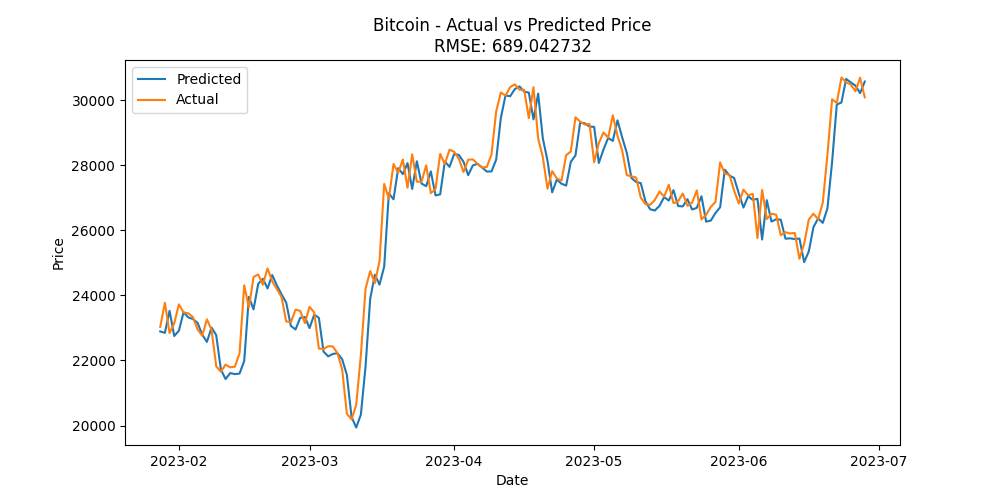 Bitcoin - Actual vs Predicted Price
RMSE: 689.042732
Predicted
Actual
30000
28000
26000
24000
22000
20000
Price
2023-02
2023-03
2023-04
2023-05
2023-06
2023-07
Date